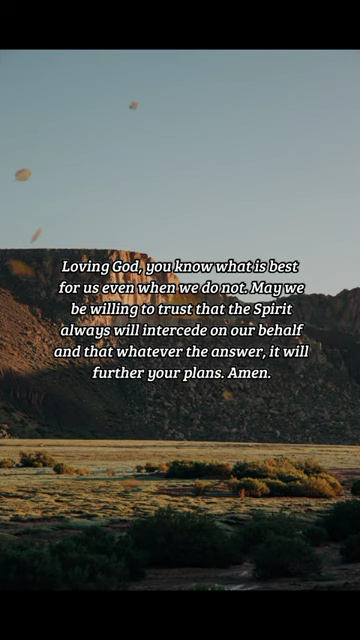 Loving God, you know what is best
for us even when we do not. May we
be willing to trust that the Spirit
always will intercede on our behalf
and that whatever the answer, it will
further your plans. Amen.